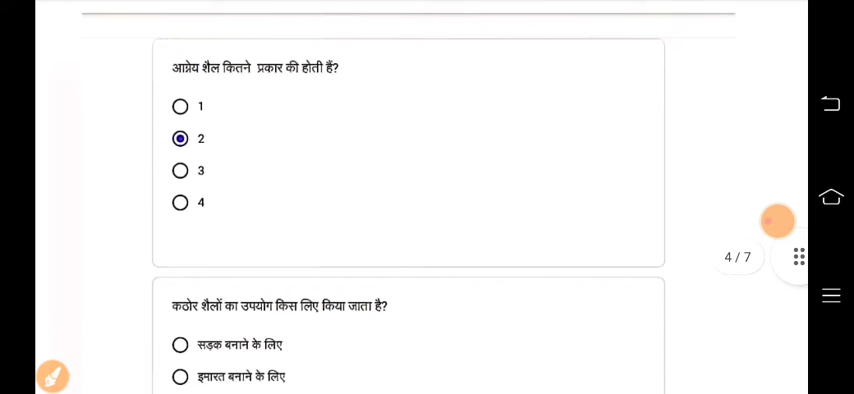 आग्नेय शैल कितने प्रकार की होती हैं?
1
2
3
4
4 / 7
कठोर शैलों का उपयोग किस लिए किया जाता है?
सड़क बनाने के लिए
इमारत बनाने के लिए